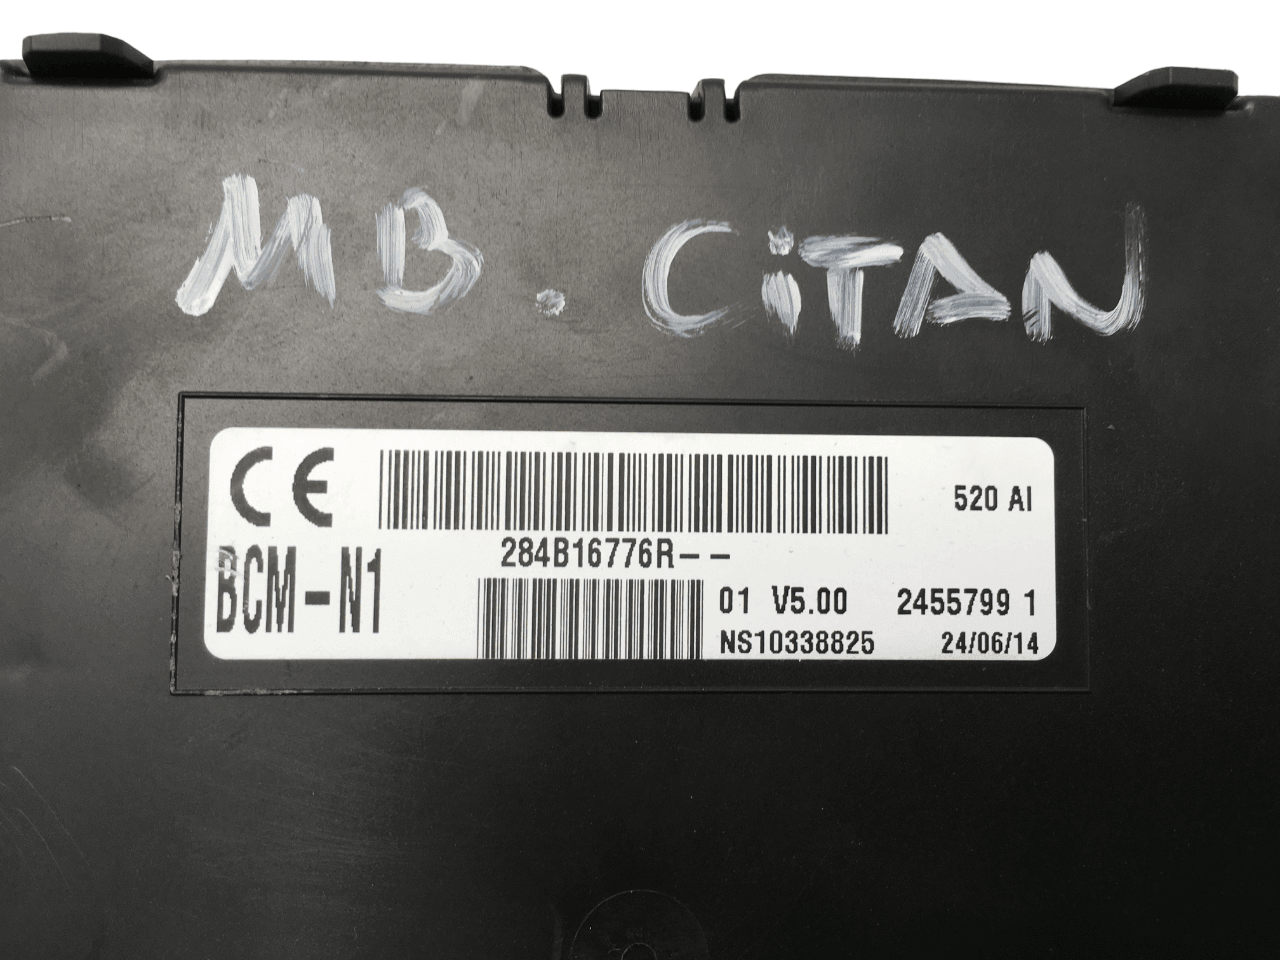 MB. CiTAN
CE
520 AI
284B16776R--
BCM-N1
01 V5.00 2455799 1
NS10338825 24/06/14